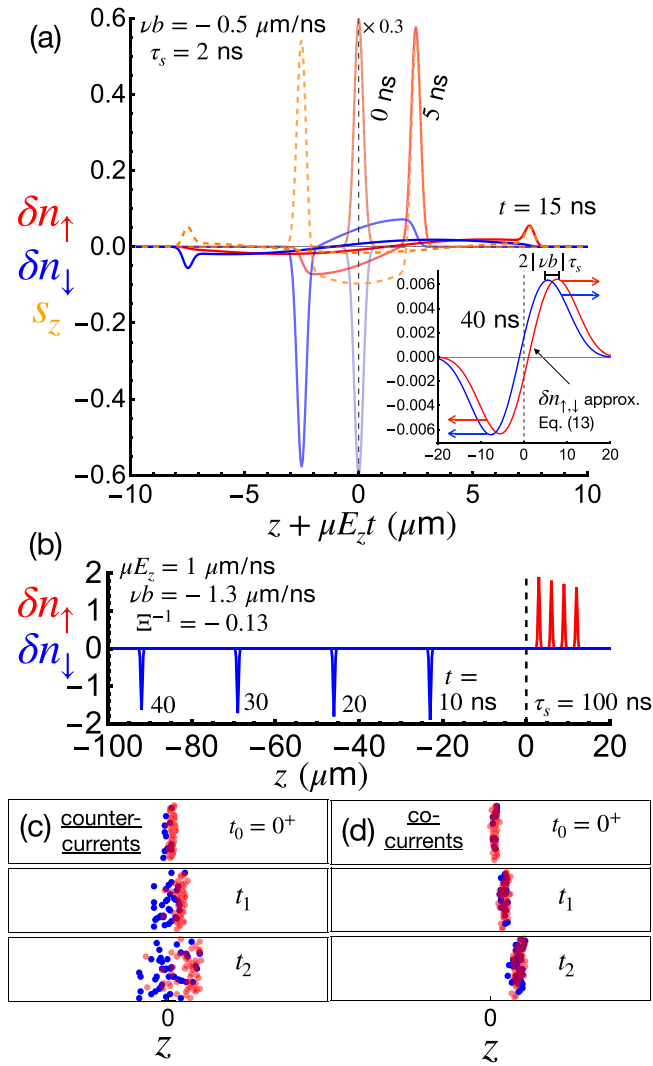 (a)
νb = − 0.5 μm/ns
τₛ = 2 ns
× 0.3
0 ns
5 ns
t = 15 ns
0.6
0.4
0.2
0.0
−0.2
−0.4
−0.6
δn↑
δn↓
s_z
2|νb|τₛ
40 ns
0.006
0.004
0.002
0.000
−0.002
−0.004
−0.006
δn↑,↓ approx.
Eq. (13)
−20 −10 0 10 20
−10 −5 0 5 10
z + μE_z t (μm)
(b)
μE_z = 1 μm/ns
νb = − 1.3 μm/ns
Ξ⁻¹ = − 0.13
δn↑
δn↓
2
1
0
−1
−2
40 30 20 10 ns
t =
τₛ = 100 ns
−100 −80 −60 −40 −20 0 20
z (μm)
(c) counter-
currents
t₀ = 0⁺
t₁
t₂
0
z
(d) co-
currents
t₀ = 0⁺
t₁
t₂
0
z